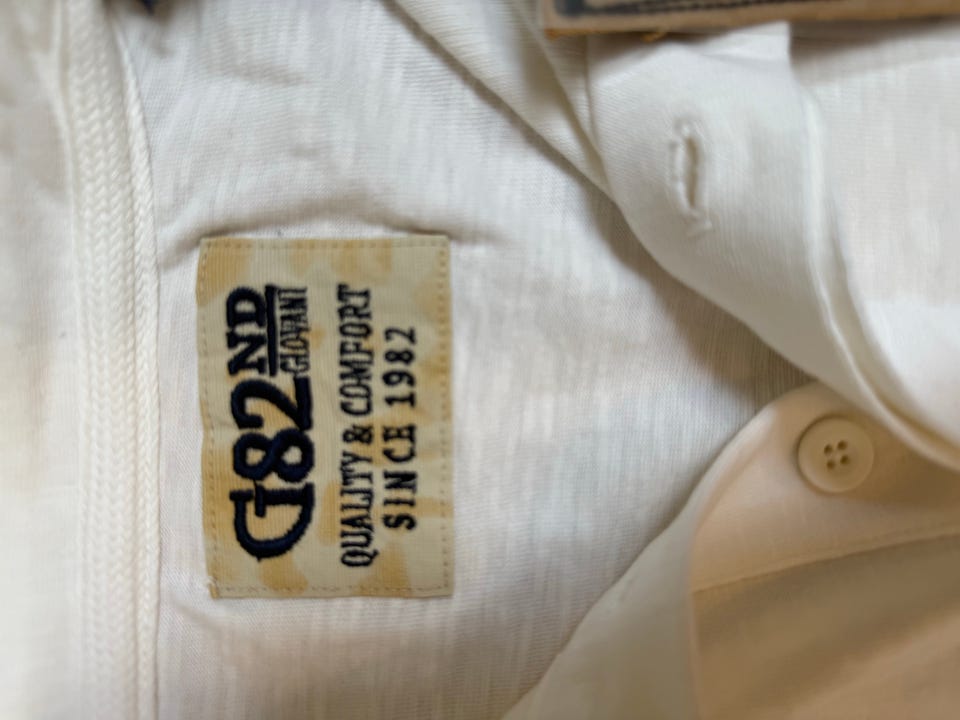 G82ND
GIOVANI
QUALITY & COMFORT
SINCE 1982